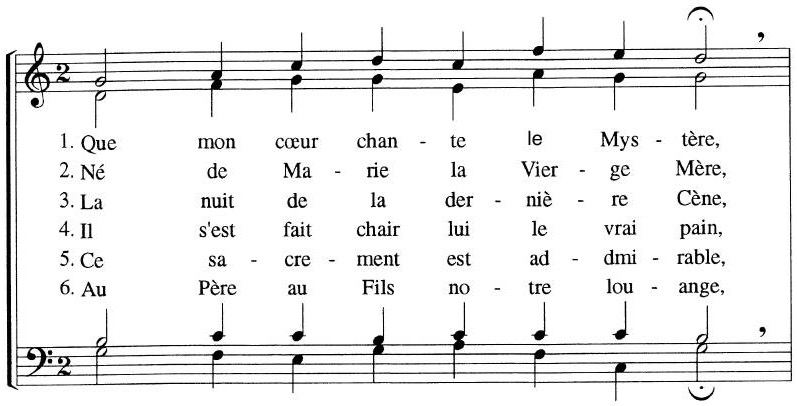 2
1. Que mon cœur chan - te le Mys - tère,
2. Né de Ma - rie la Vier - ge Mère,
3. La nuit de la der - niè - re Cène,
4. Il s'est fait chair lui le vrai pain,
5. Ce sa - cre - ment est ad - dmi - rable,
6. Au Père au Fils no - tre lou - ange,
2